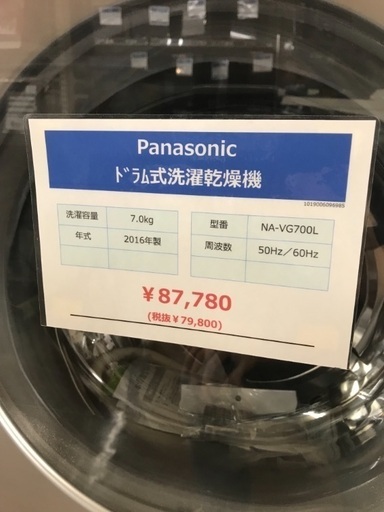 Panasonic
ﾄﾞﾗﾑ式洗濯乾燥機
1019006096985
洗濯容量 7.0kg 型番 NA-VG700L
年式 2016年製 周波数 50Hz／60Hz
￥87,780
(税抜￥79,800)